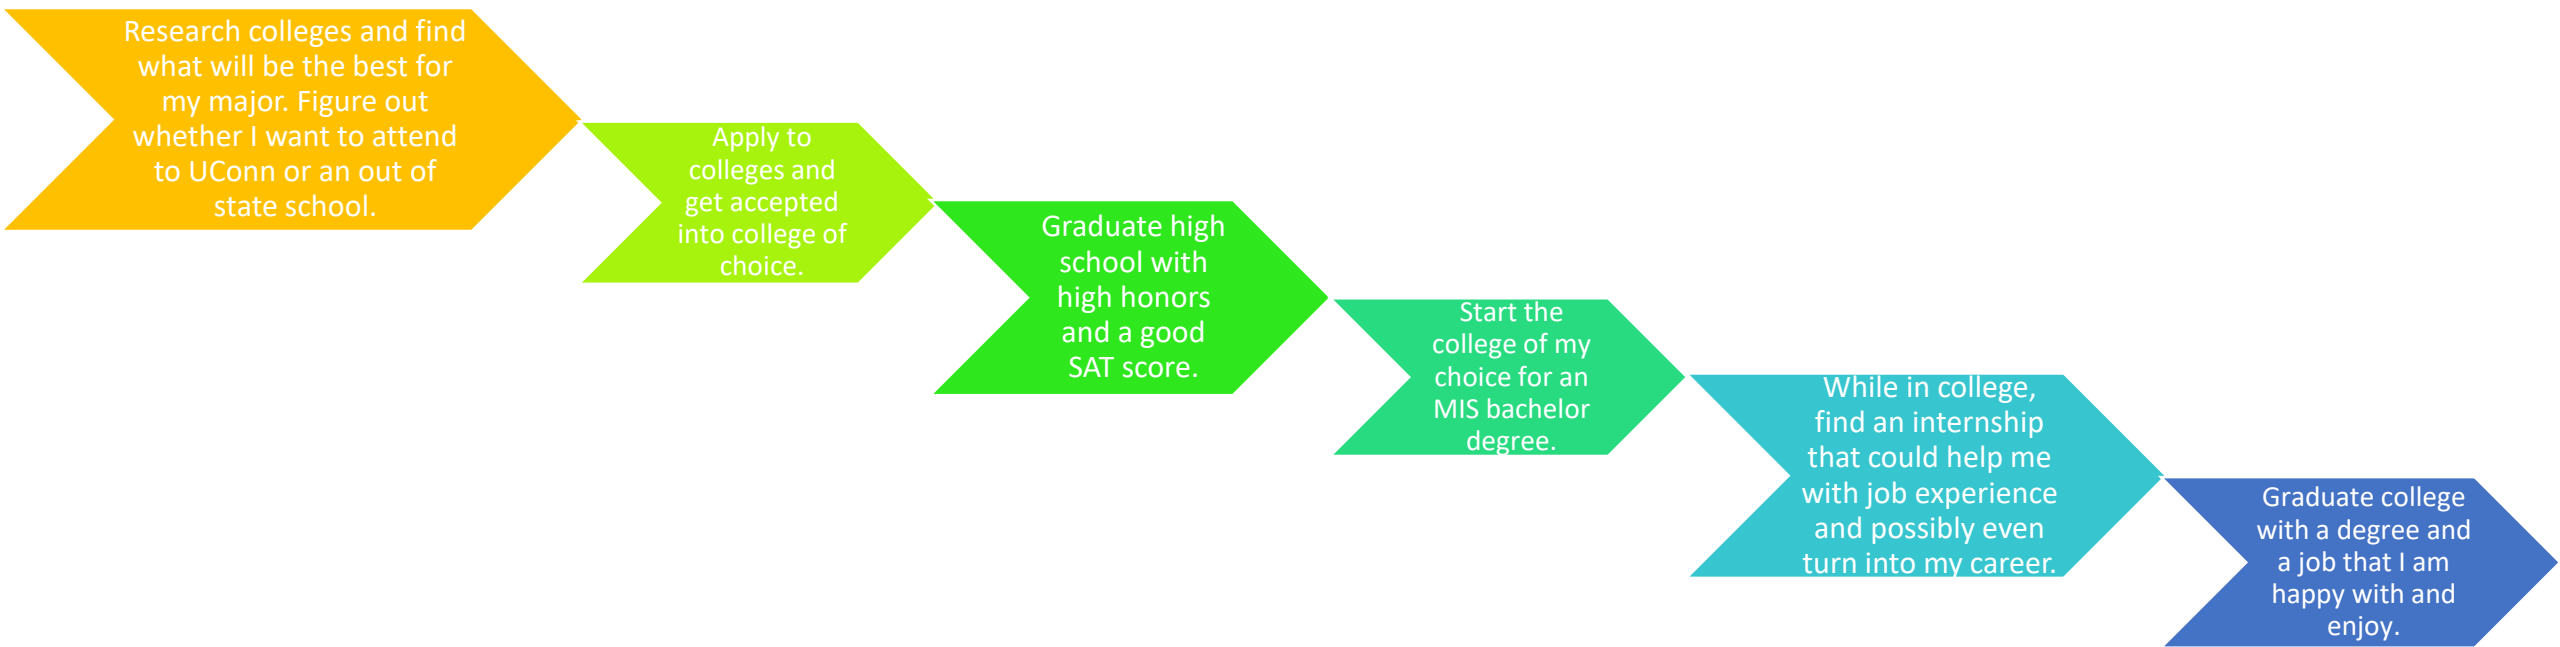 Research colleges and find
what will be the best for
my major. Figure out
whether I want to attend
to UConn or an out of
state school.
Apply to
colleges and
get accepted
into college of
choice.
Graduate high
school with
high honors
and a good
SAT score.
Start the
college of my
choice for an
MIS bachelor
degree.
While in college,
find an internship
that could help me
with job experience
and possibly even
turn into my career.
Graduate college
with a degree and
a job that I am
happy with and
enjoy.